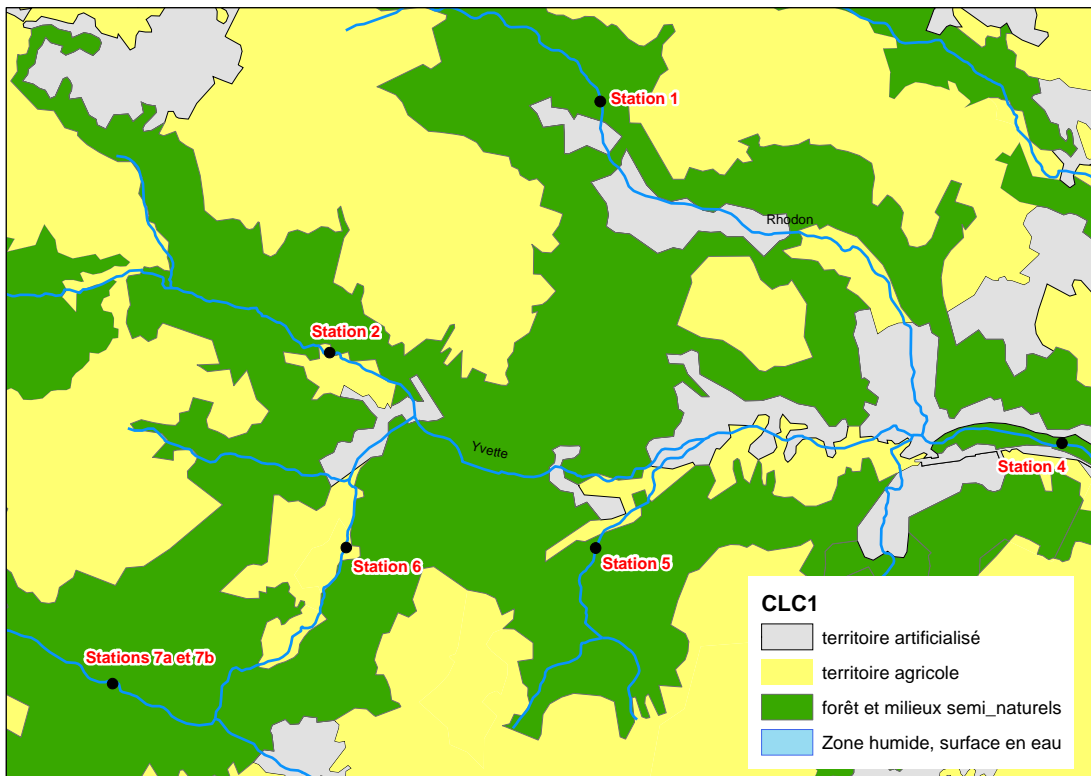 Station 1
Rhodon
Station 2
Yvette
Station 4
Station 5
Station 6
Stations 7a et 7b
CLC1
territoire artificialisé
territoire agricole
forêt et milieux semi_naturels
Zone humide, surface en eau